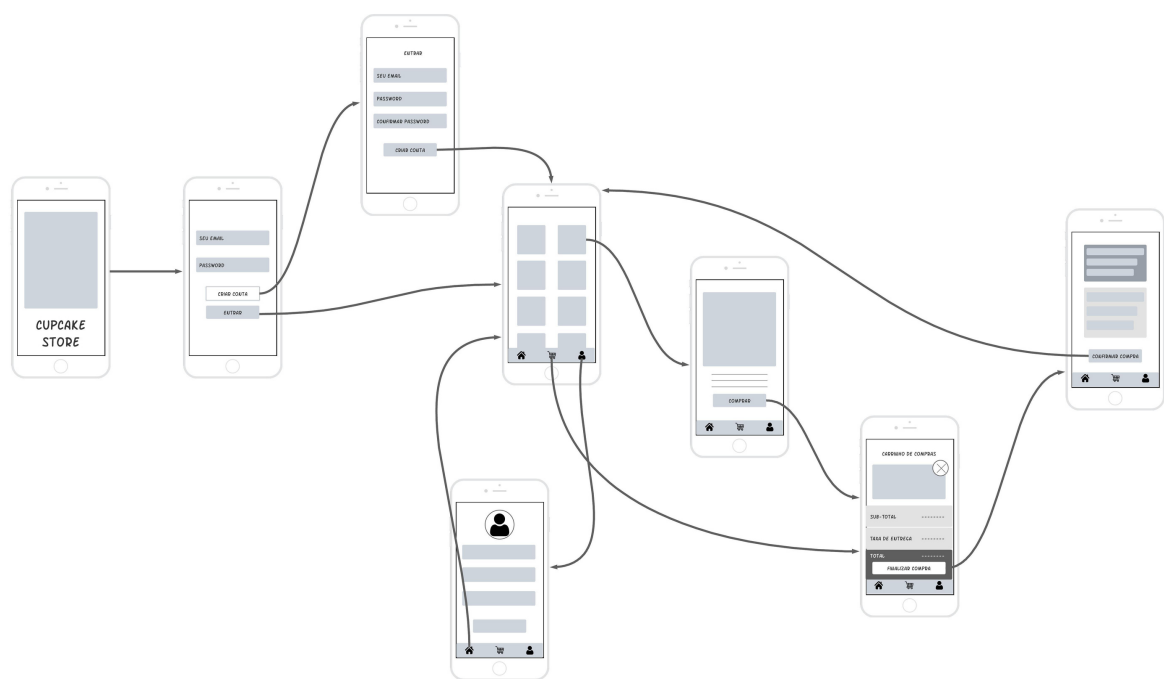 CUPCAKE
STORE
SEU EMAIL
PASSWORD
CRIAR CONTA
ENTRAR
ENTRAR
SEU EMAIL
PASSWORD
CONFIRMAR PASSWORD
CRIAR CONTA
COMPRAR
CARRINHO DE COMPRAS
SUB-TOTAL --------
TAXA DE ENTREGA --------
TOTAL --------
FINALIZAR COMPRA
CONFIRMAR COMPRA